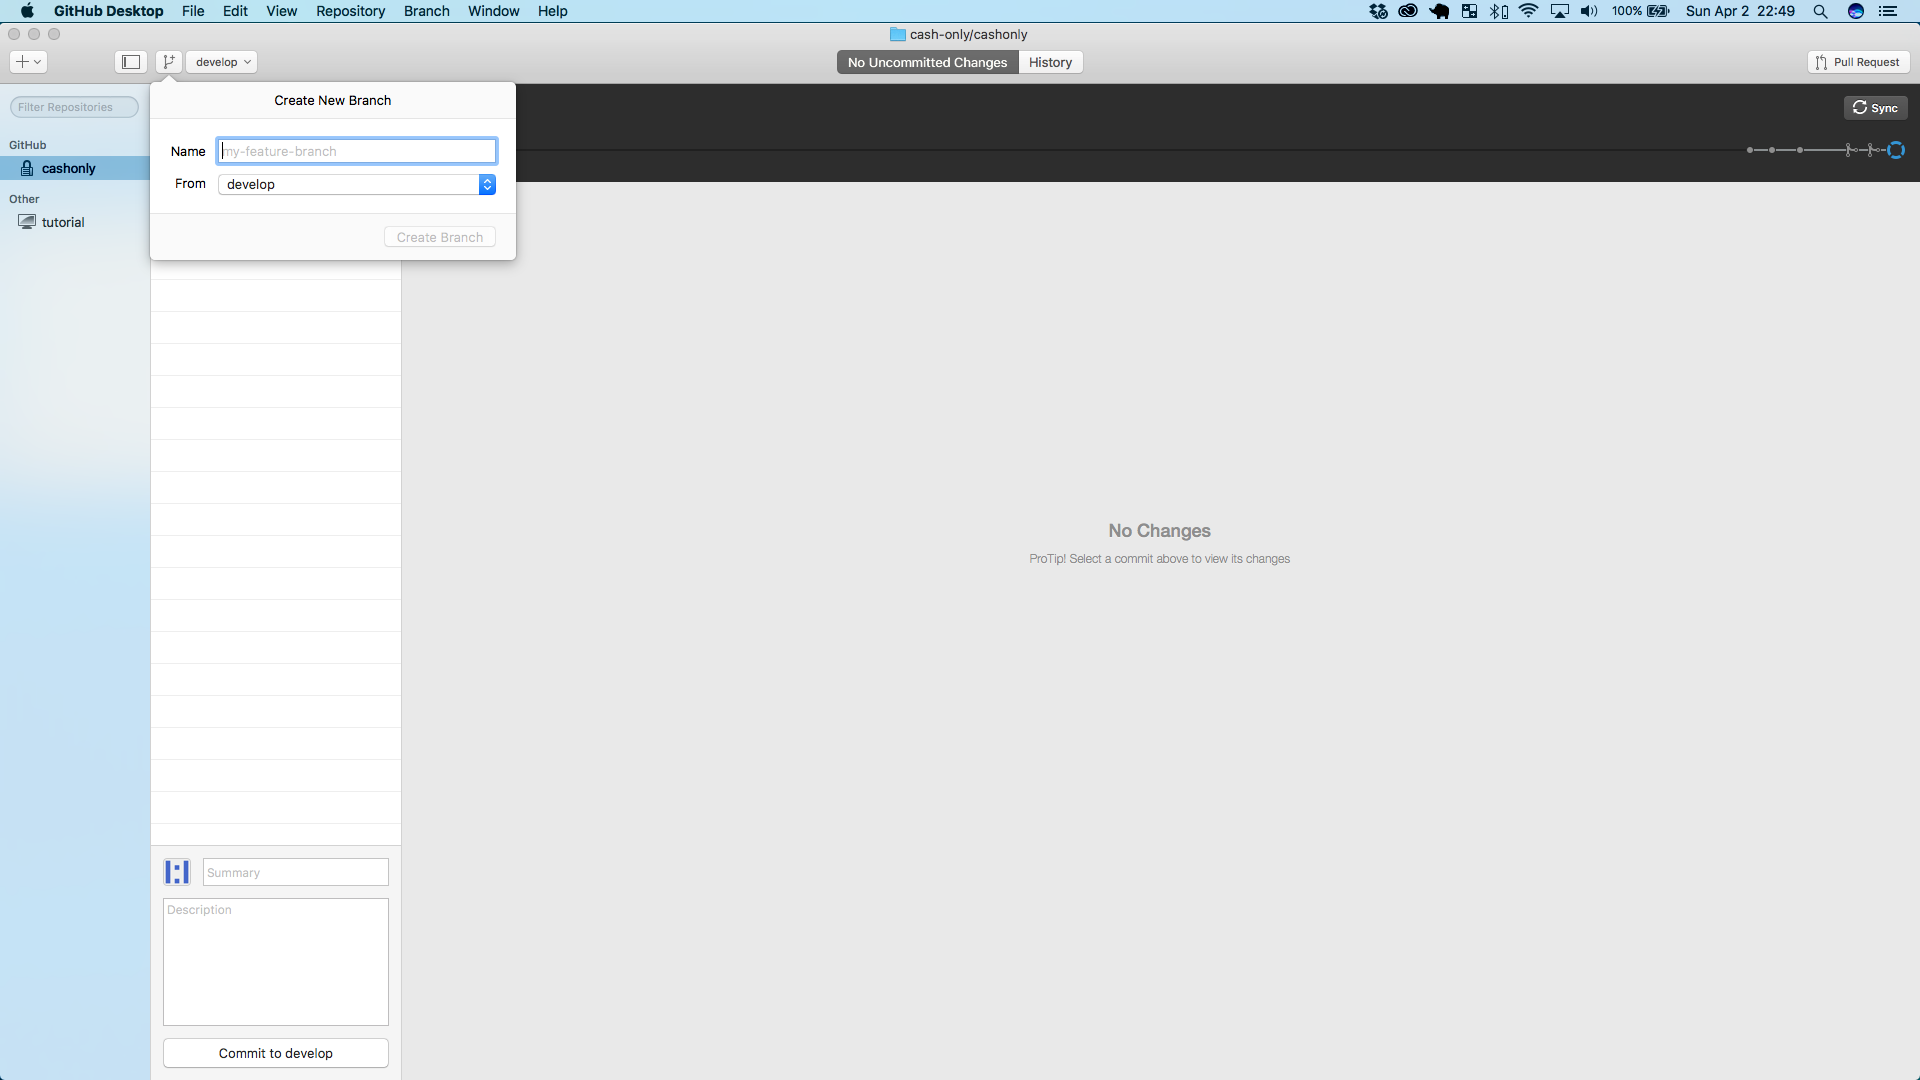 GitHub Desktop File Edit View Repository Branch Window Help 100% Sun Apr 2 22:49
cash-only/cashonly
develop No Uncommitted Changes History Pull Request
Filter Repositories
Create New Branch
Sync
GitHub
Name my-feature-branch
cashonly
From develop
Other
tutorial
Create Branch
No Changes
ProTip! Select a commit above to view its changes
Summary
Description
Commit to develop